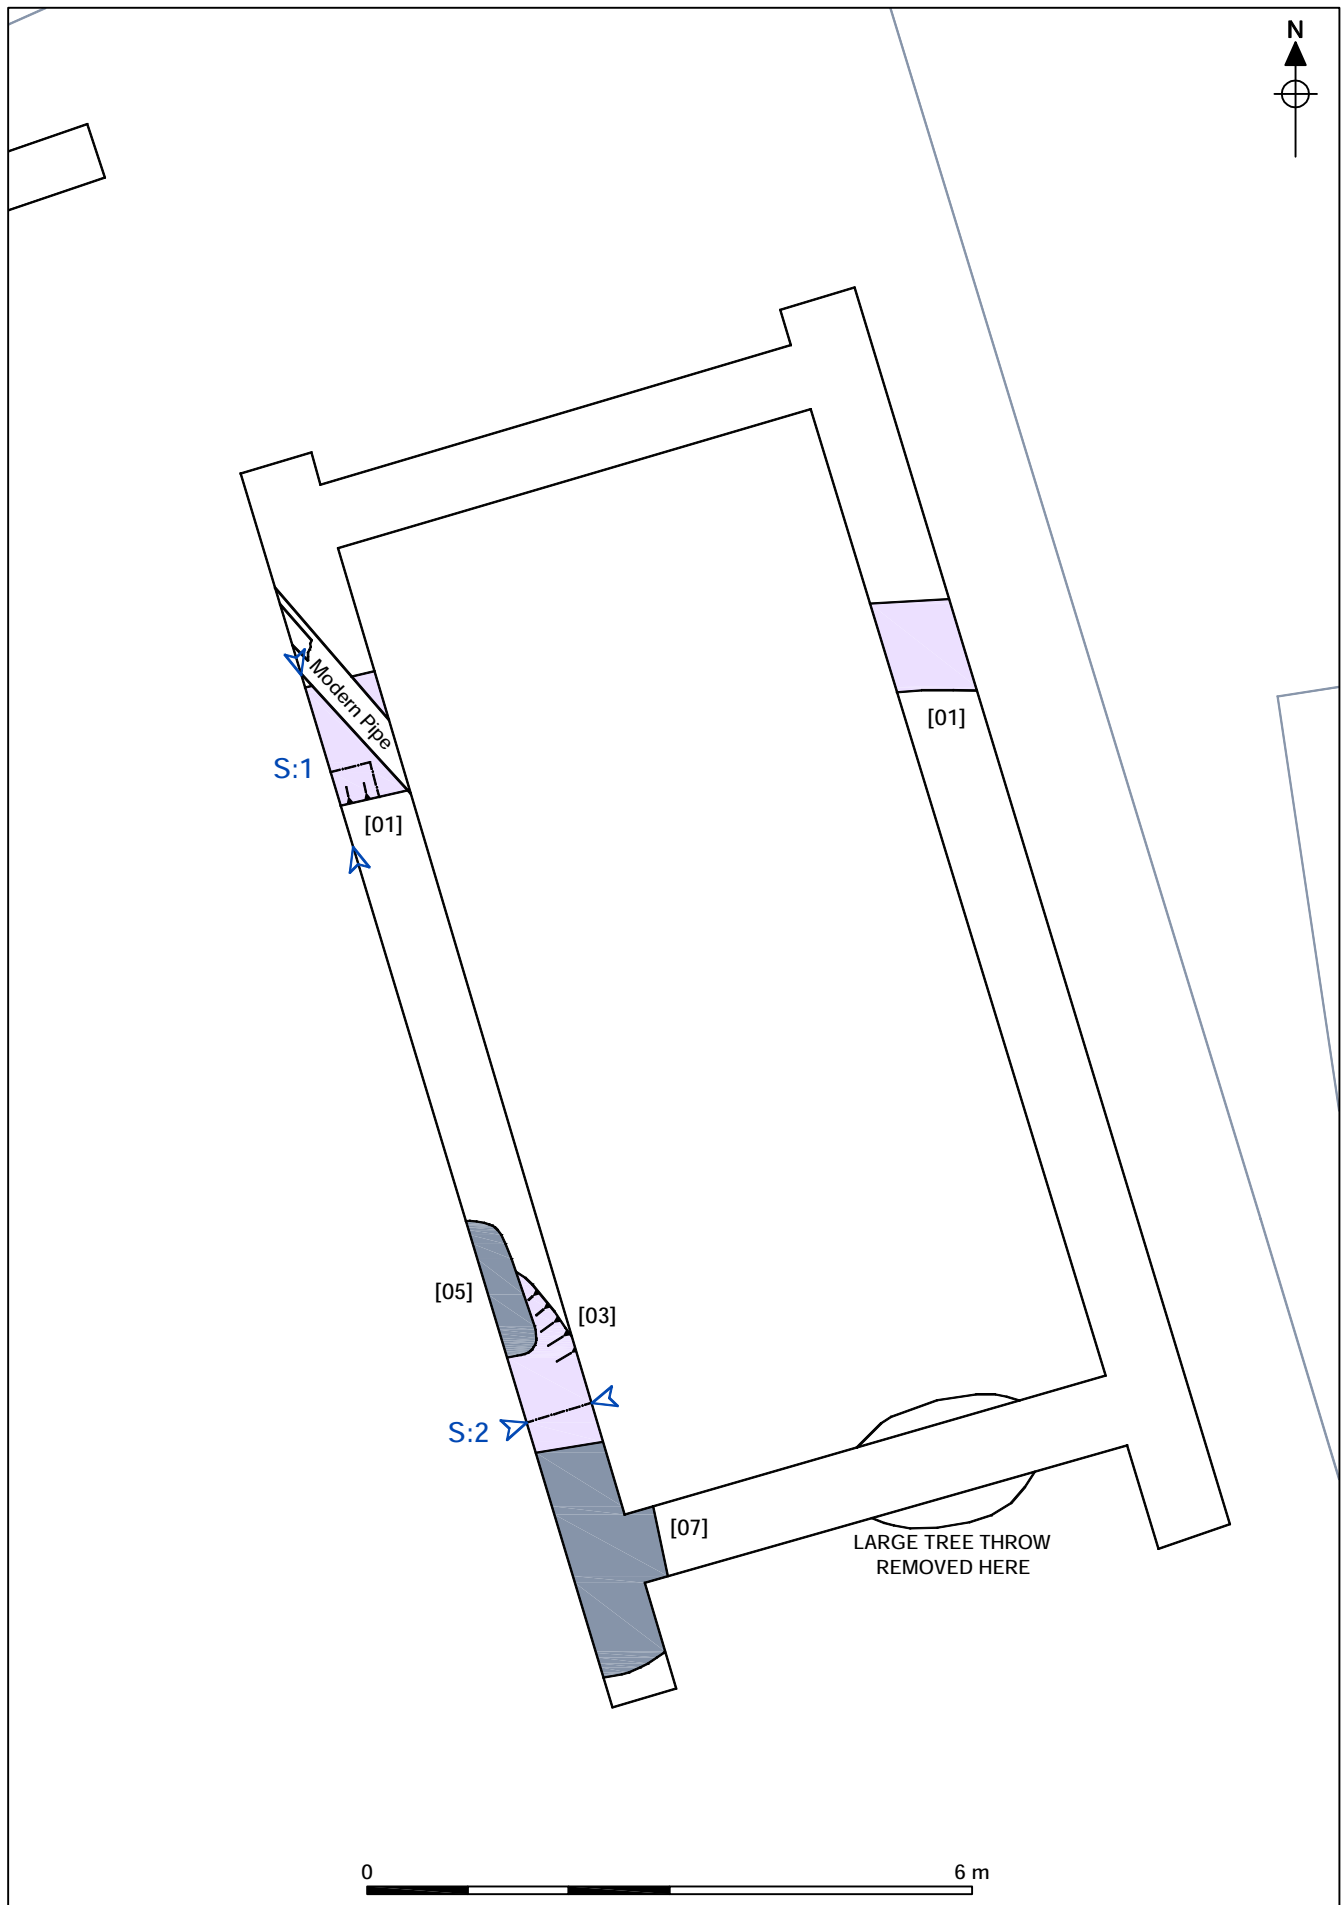 N
Modern Pipe
[01]
S:1
[01]
[05]
[03]
S:2
[07]
LARGE TREE THROW
REMOVED HERE
0
6 m